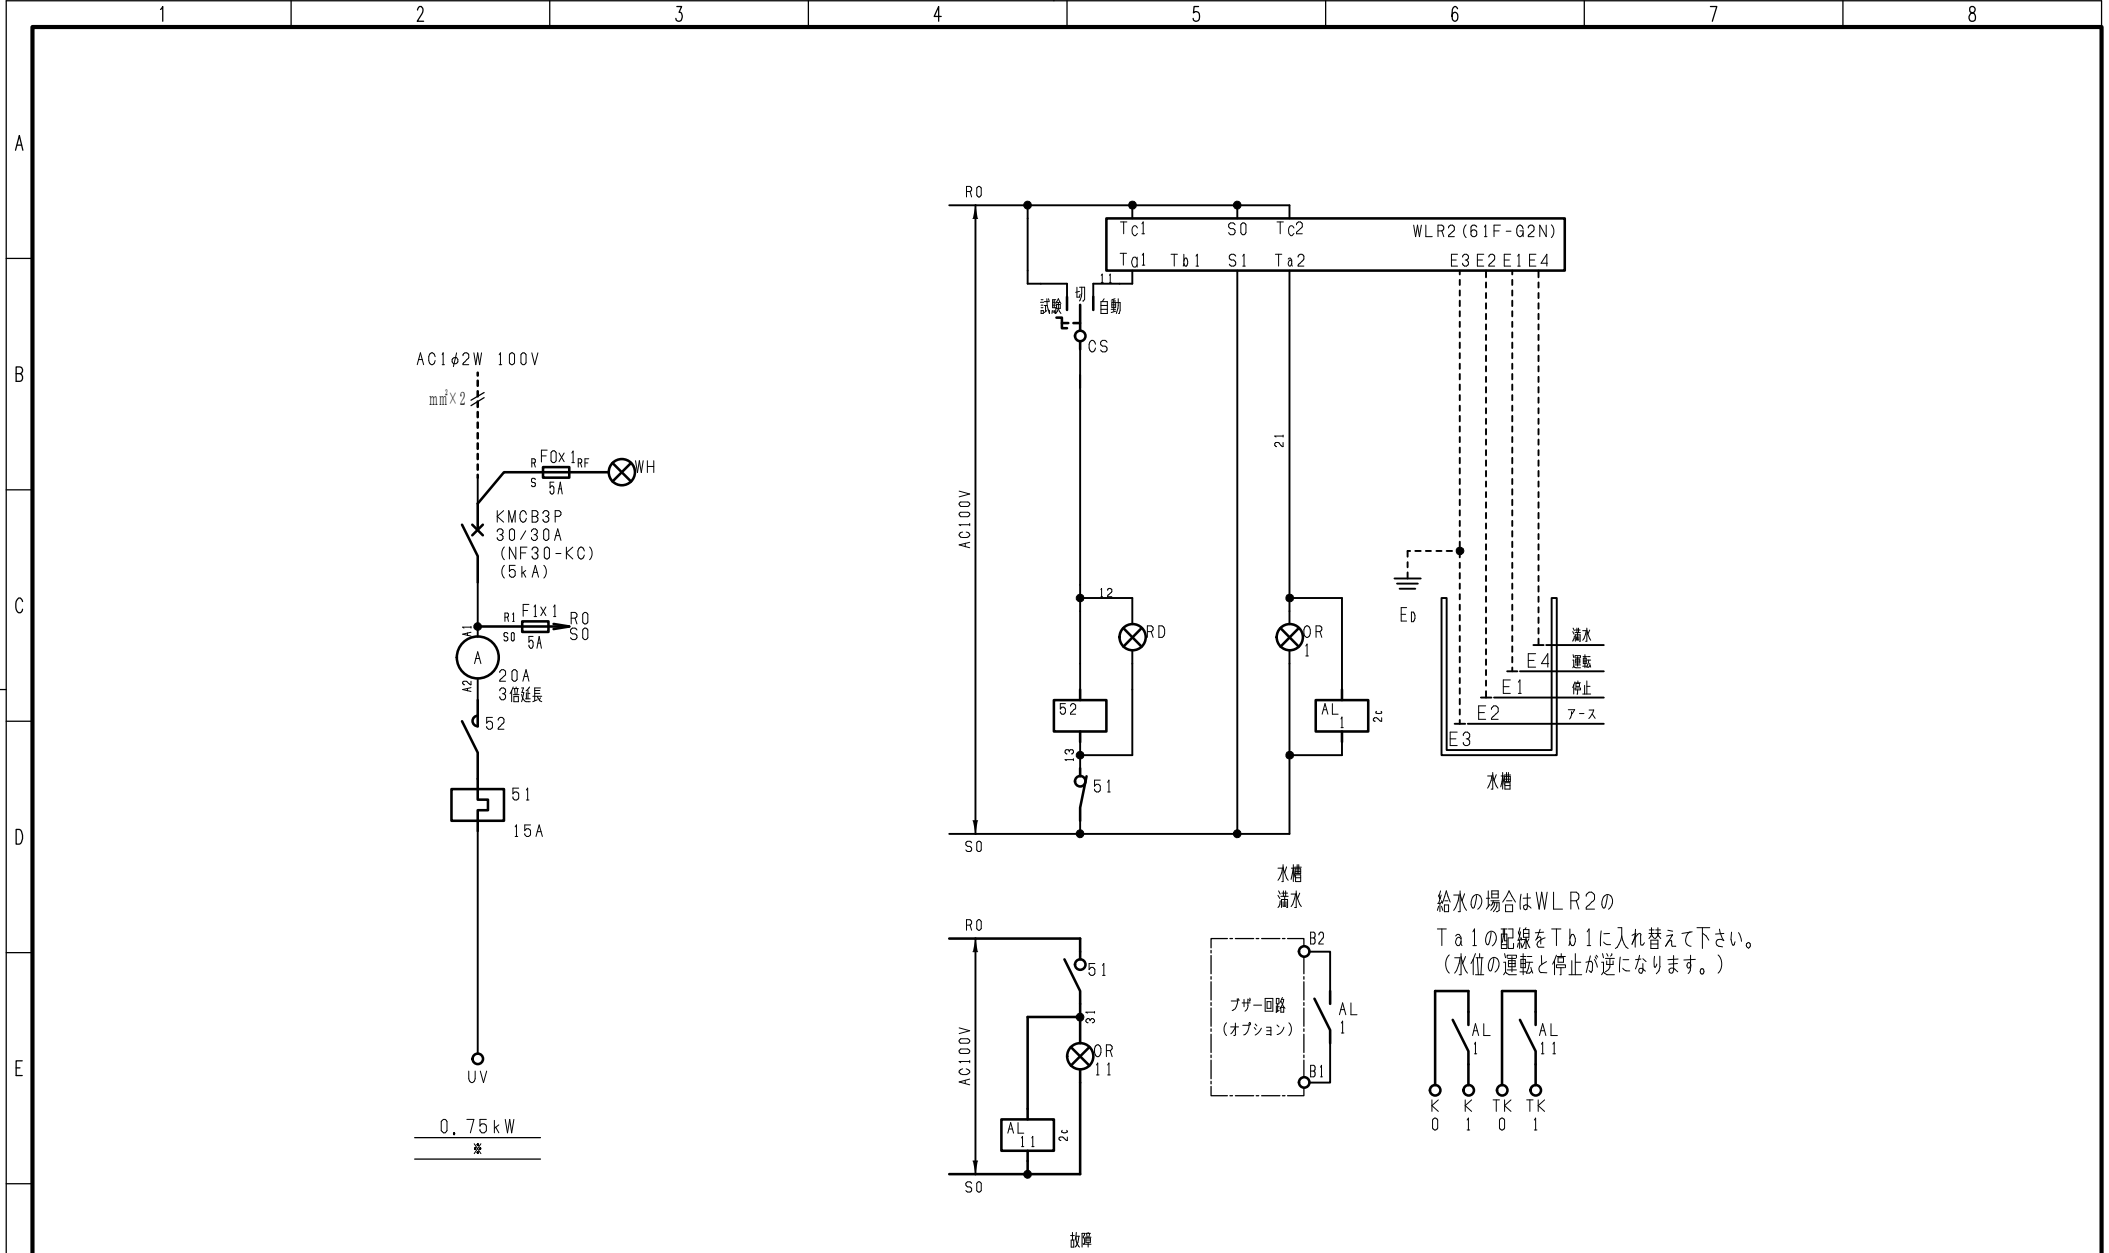 1 2 3 4 5 6 7 8
A
B
C
D
E
AC1φ2W 100V
mm²×2
R F0x1 RF WH
S 5A
KMCB3P
30/30A
(NF30-KC)
(5kA)
R1 F1x1 R0
S0 5A S0
A1
A
A2
20A
3倍延長
52
51
15A
UV
0.75kW
※
R0
Tc1 S0 Tc2 WLR2(61F-G2N)
Ta1 Tb1 S1 Ta2 E3 E2 E1 E4
11
試験 切 自動
CS
21
AC100V
12
RD
OR
1
52
AL
1
2c
13
51
S0
ED
E4 満水
E1 運転
E2 停止
E3 アース
水槽
水槽
満水
R0
51
31
AC100V
OR
11
AL
11
2c
S0
故障
B2
ブザー回路
(オプション)
AL
1
B1
給水の場合はWLR2の
Ta1の配線をTb1に入れ替えて下さい。
(水位の運転と停止が逆になります。)
AL
1
AL
11
K K TK TK
0 1 0 1